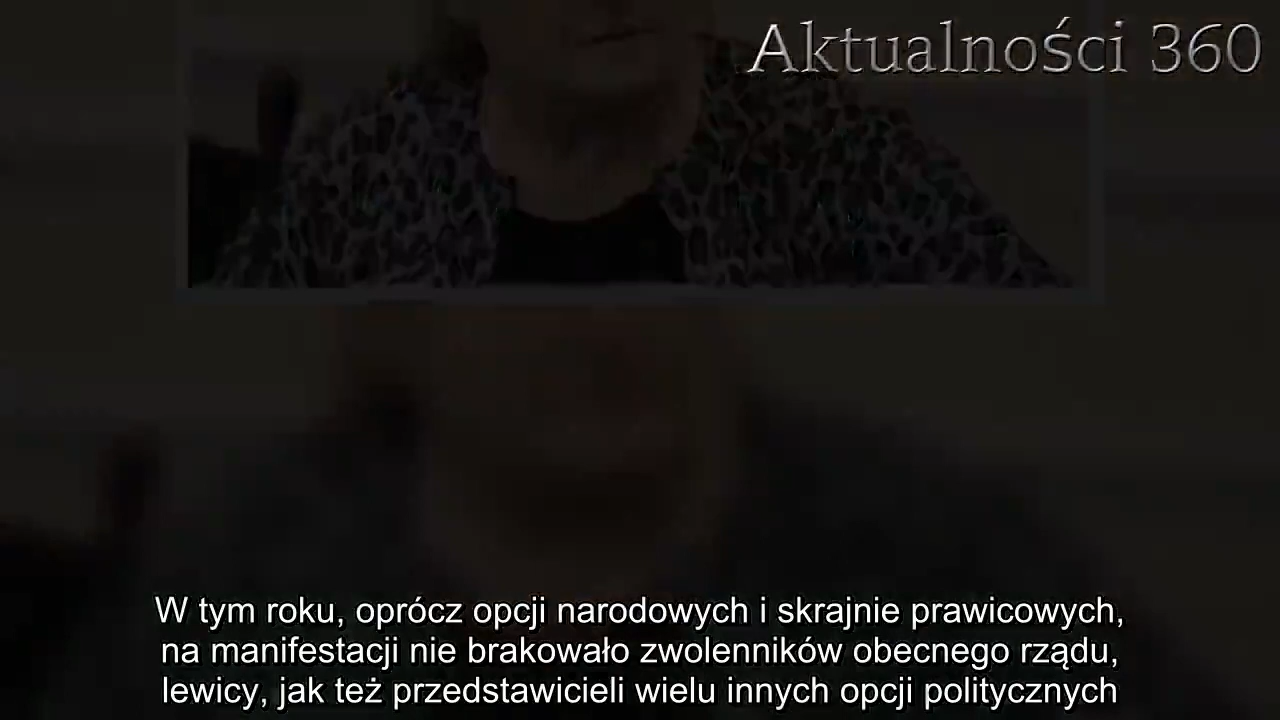 Aktualności 360
W tym roku, oprócz opcji narodowych i skrajnie prawicowych,
na manifestacji nie brakowało zwolenników obecnego rządu,
lewicy, jak też przedstawicieli wielu innych opcji politycznych